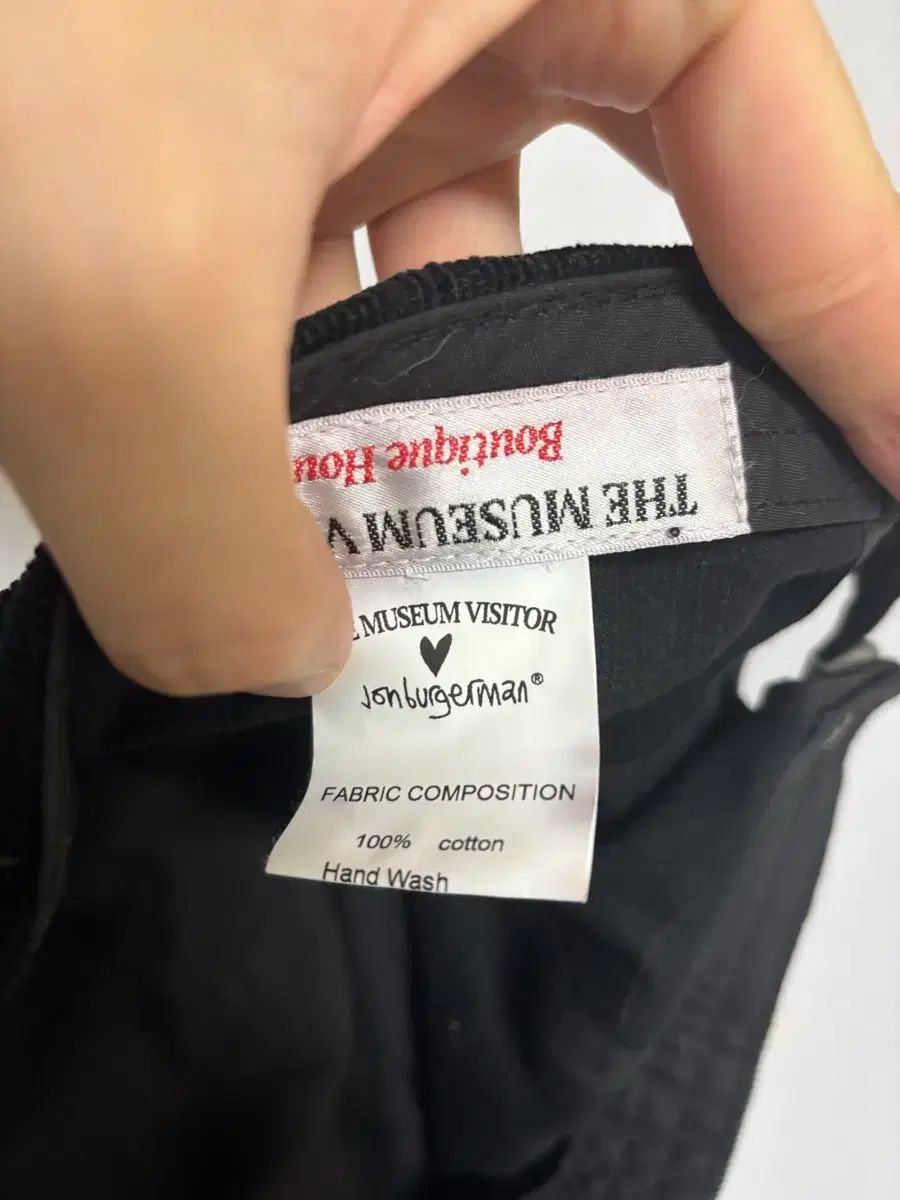 THE MUSEUM V
Boutique Hou
E MUSEUM VISITOR
Jonburgerman®
FABRIC COMPOSITION
100% cotton
Hand Wash